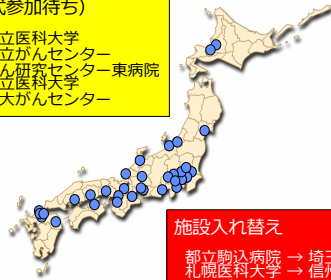 式参加待ち)
立医科大学
立がんセンター
ん研究センター東病院
立医科大学
大がんセンター
施設入れ替え
都立駒込病院 → 埼玉
札幌医科大学 → 信州